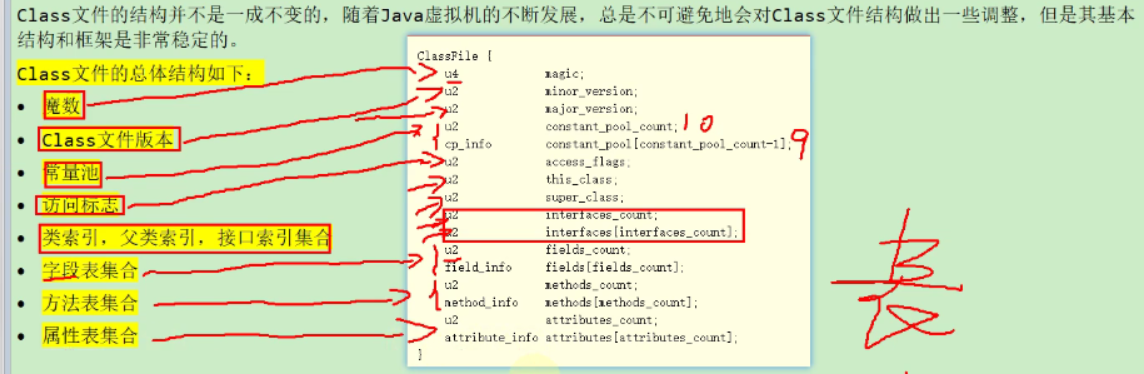 Class文件的结构并不是一成不变的，随着Java虚拟机的不断发展，总是不可避免地会对Class文件结构做出一些调整，但是其基本
结构和框架是非常稳定的。
Class文件的总体结构如下：
• 魔数
• Class文件版本
• 常量池
• 访问标志
• 类索引，父类索引，接口索引集合
• 字段表集合
• 方法表集合
• 属性表集合
ClassFile {
u4 magic;
u2 minor_version;
u2 major_version;
u2 constant_pool_count; 10
cp_info constant_pool[constant_pool_count-1]; 9
u2 access_flags;
u2 this_class;
u2 super_class;
u2 interfaces_count;
u2 interfaces[interfaces_count];
u2 fields_count;
field_info fields[fields_count];
u2 methods_count;
method_info methods[methods_count];
u2 attributes_count;
attribute_info attributes[attributes_count];
}
表